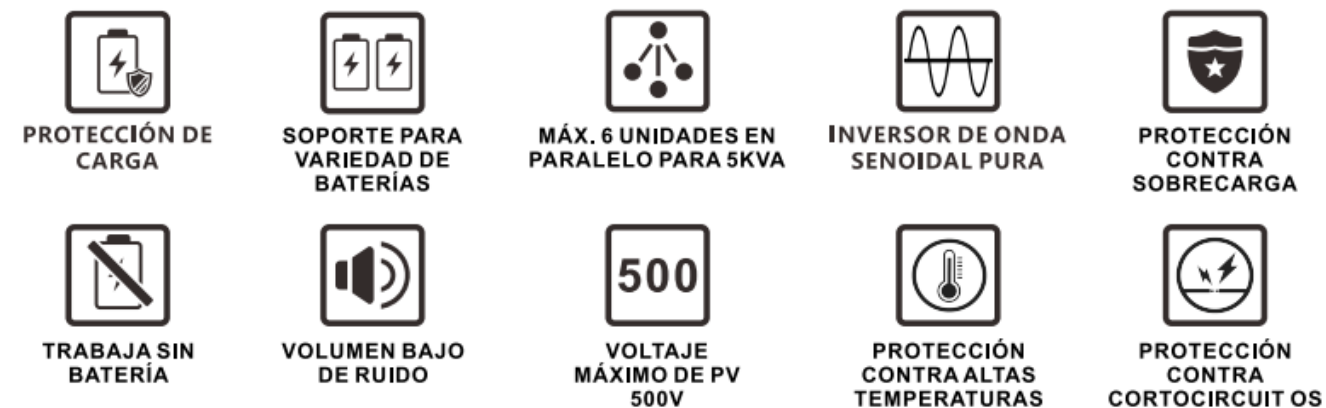 PROTECCIÓN DE
CARGA
SOPORTE PARA
VARIEDAD DE
BATERÍAS
MÁX. 6 UNIDADES EN
PARALELO PARA 5KVA
INVERSOR DE ONDA
SENOIDAL PURA
PROTECCIÓN
CONTRA
SOBRECARGA
TRABAJA SIN
BATERÍA
VOLUMEN BAJO
DE RUIDO
500
VOLTAJE
MÁXIMO DE PV
500V
PROTECCIÓN
CONTRA ALTAS
TEMPERATURAS
PROTECCIÓN
CONTRA
CORTOCIRCUIT OS